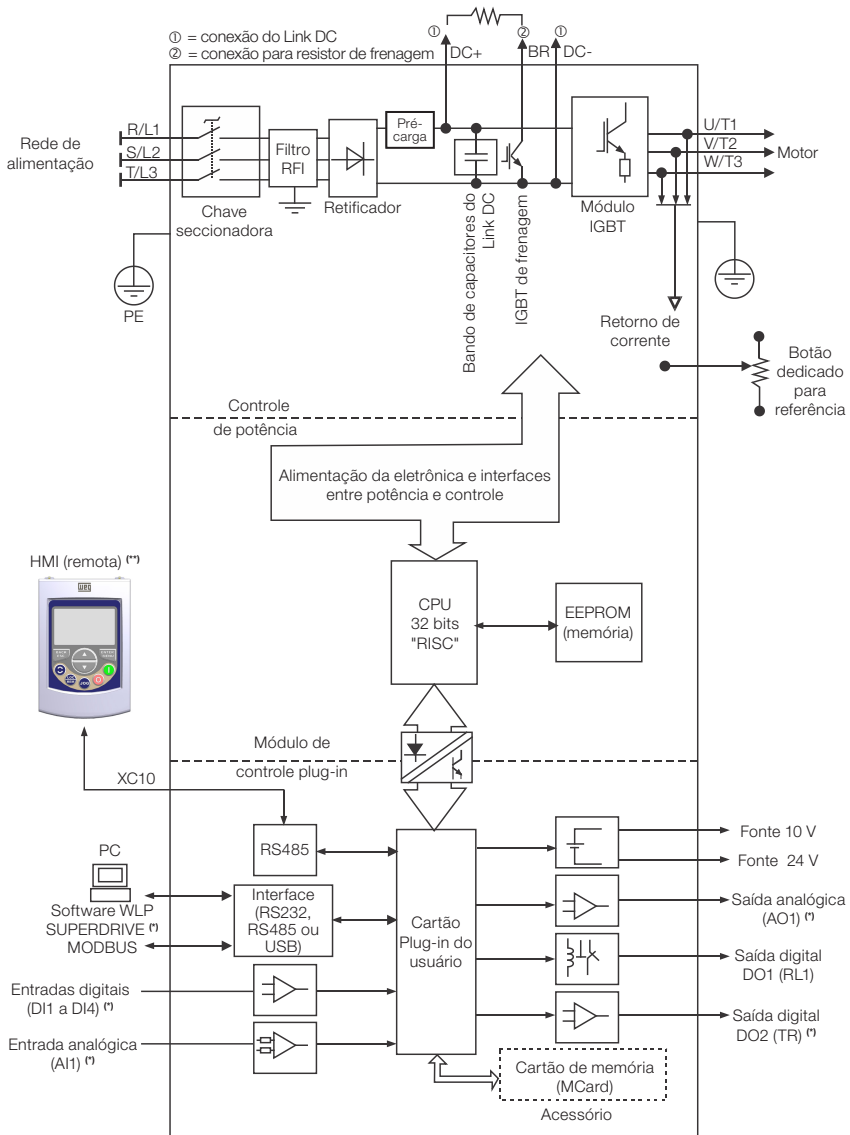 ① = conexão do Link DC
② = conexão para resistor de frenagem
① ② ①
DC+ BR DC-
Rede de
alimentação
R/L1
S/L2
T/L3
Chave
seccionadora
Filtro
RFI
Retificador
Pré-
carga
Bando de capacitores do
Link DC
IGBT de frenagem
Módulo
IGBT
U/T1
V/T2
W/T3
Motor
PE
Retorno de
corrente
Botão
dedicado
para
referência
Controle
de potência
Alimentação da eletrônica e interfaces
entre potência e controle
HMI (remota) (**)
WEG
CPU
32 bits
"RISC"
EEPROM
(memória)
Módulo de
controle plug-in
XC10
RS485
PC
Software WLP
SUPERDRIVE (*)
MODBUS
Interface
(RS232,
RS485 ou
USB)
Entradas digitais
(DI1 a DI4) (*)
Entrada analógica
(AI1) (*)
Cartão
Plug-in do
usuário
Fonte 10 V
Fonte 24 V
Saída analógica
(AO1) (*)
Saída digital
DO1 (RL1)
Saída digital
DO2 (TR) (*)
Cartão de memória
(MCard)
Acessório